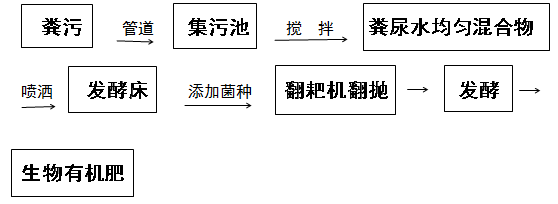 粪污 管道 集污池 搅 拌 粪尿水均匀混合物
喷洒 发酵床 添加菌种 翻耙机翻抛 发酵
生物有机肥